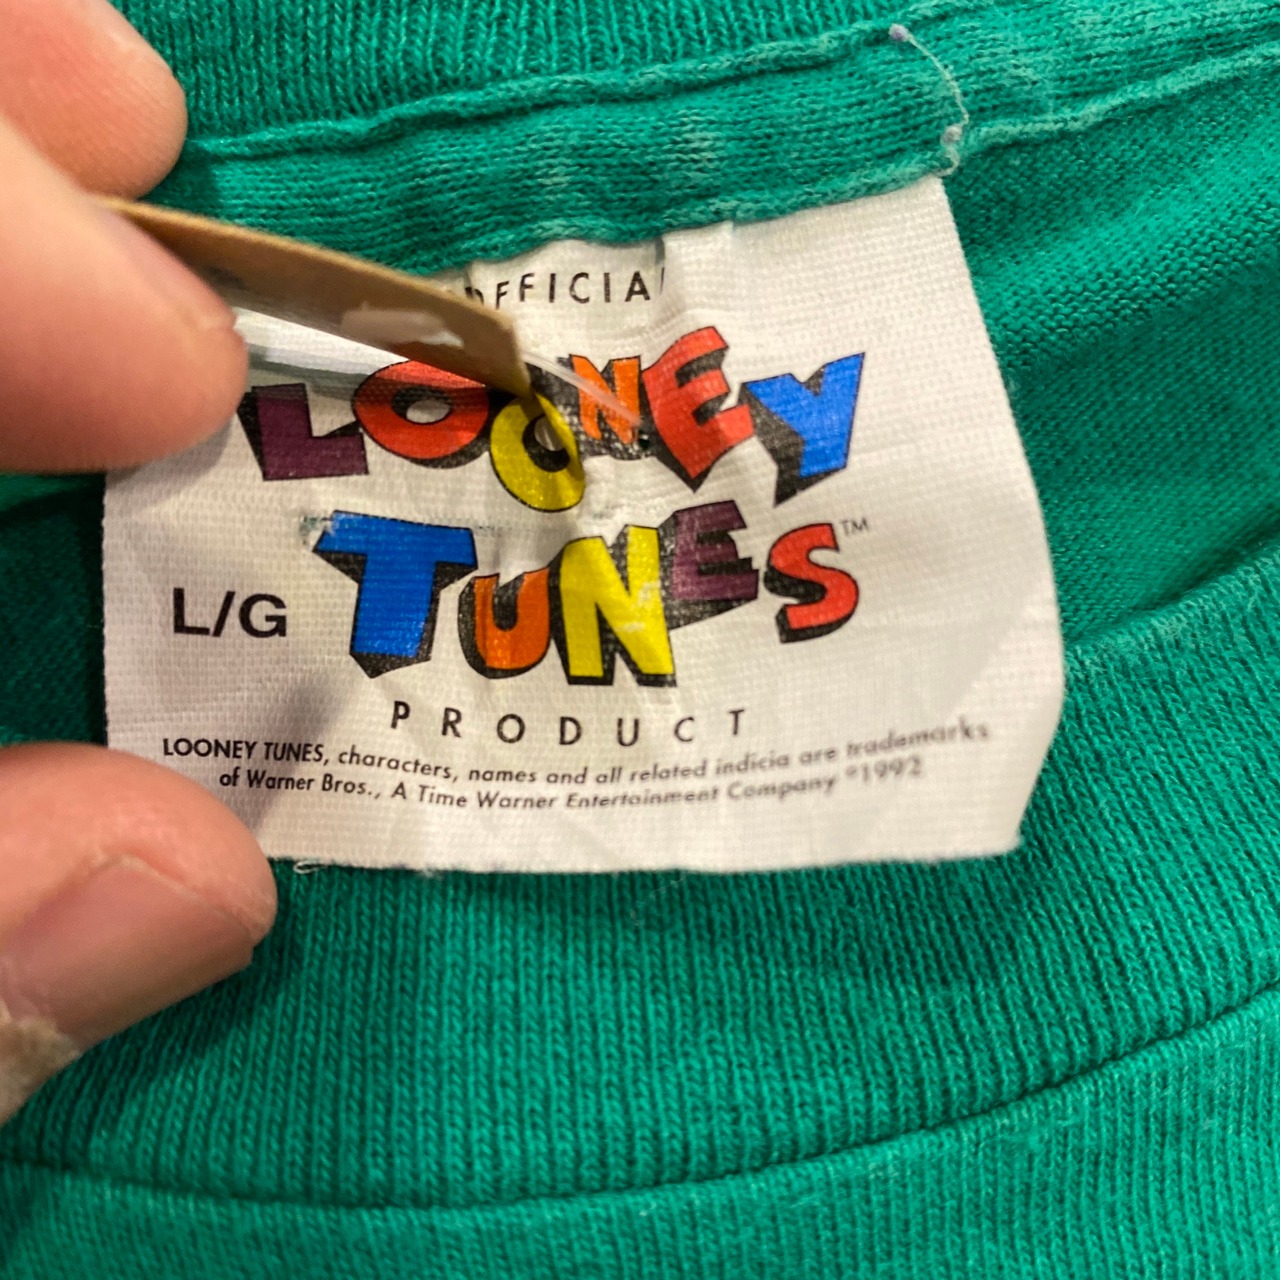 OFFICIAL
LOONEY
TUNES™
L/G
PRODUCT
LOONEY TUNES, characters, names and all related indicia are trademarks
of Warner Bros., A Time Warner Entertainment Company ©1992